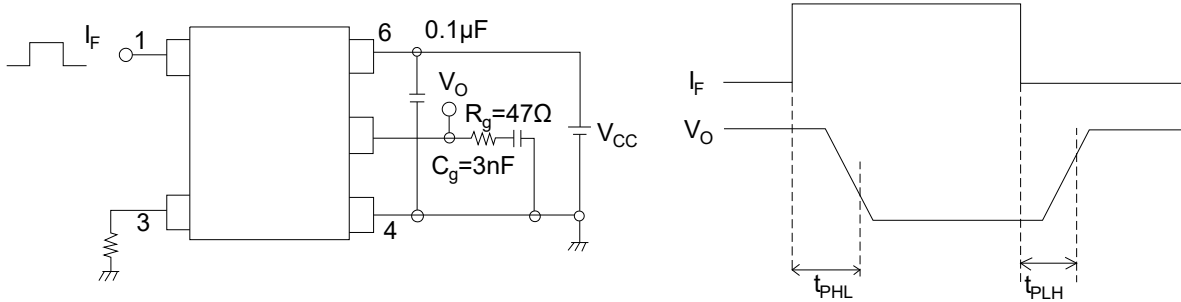 I_F
1
3
6
0.1µF
V_O
R_g=47Ω
C_g=3nF
V_CC
4
I_F
V_O
t_PHL
t_PLH